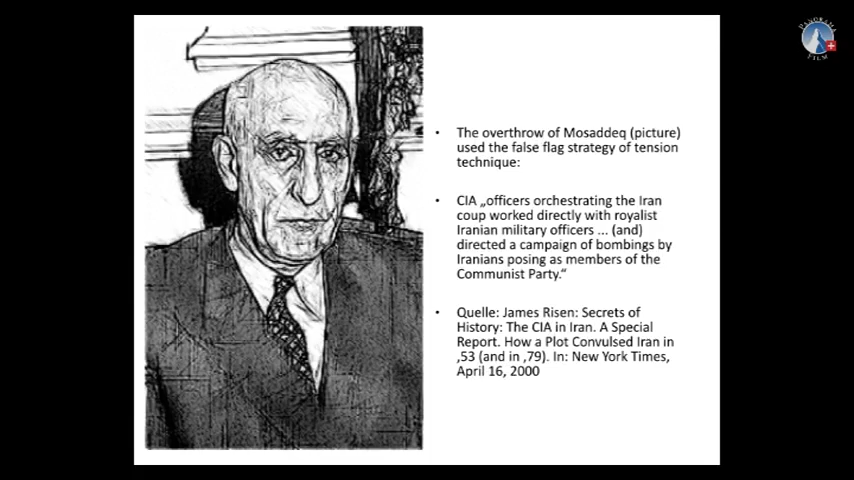 PANORAMA
FILM
• The overthrow of Mosaddeq (picture)
used the false flag strategy of tension
technique:
• CIA „officers orchestrating the Iran
coup worked directly with royalist
Iranian military officers ... (and)
directed a campaign of bombings by
Iranians posing as members of the
Communist Party.“
• Quelle: James Risen: Secrets of
History: The CIA in Iran. A Special
Report. How a Plot Convulsed Iran in
‚53 (and in ‚79). In: New York Times,
April 16, 2000